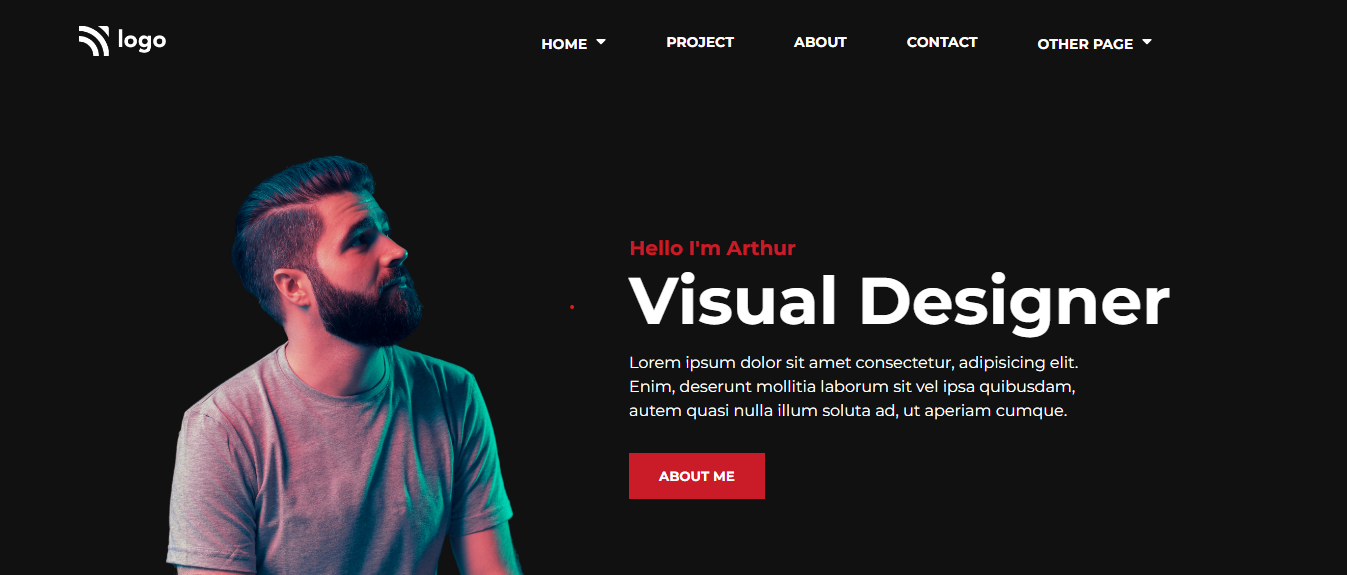 logo
HOME
PROJECT
ABOUT
CONTACT
OTHER PAGE
Hello I'm Arthur
Visual Designer
Lorem ipsum dolor sit amet consectetur, adipisicing elit.
Enim, deserunt mollitia laborum sit vel ipsa quibusdam,
autem quasi nulla illum soluta ad, ut aperiam cumque.
ABOUT ME